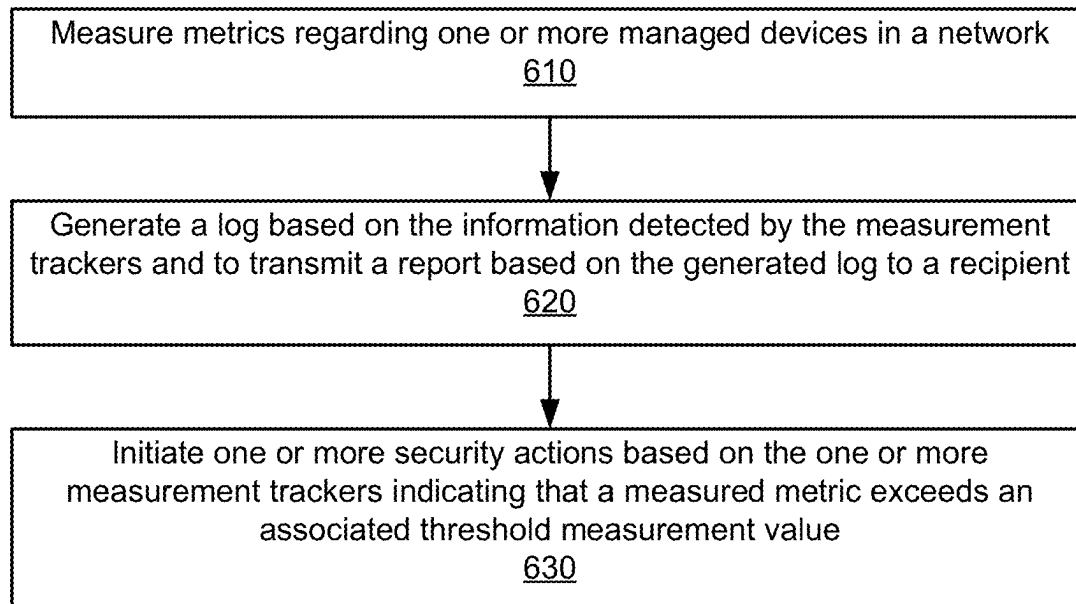 Measure metrics regarding one or more managed devices in a network
610
Generate a log based on the information detected by the measurement
trackers and to transmit a report based on the generated log to a recipient
620
Initiate one or more security actions based on the one or more
measurement trackers indicating that a measured metric exceeds an
associated threshold measurement value
630